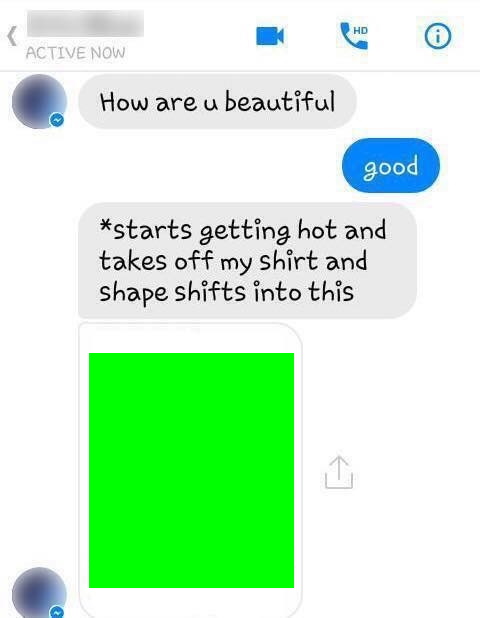 ACTIVE NOW
HD
How are u beautiful
good
*starts getting hot and
takes off my shirt and
shape shifts into this